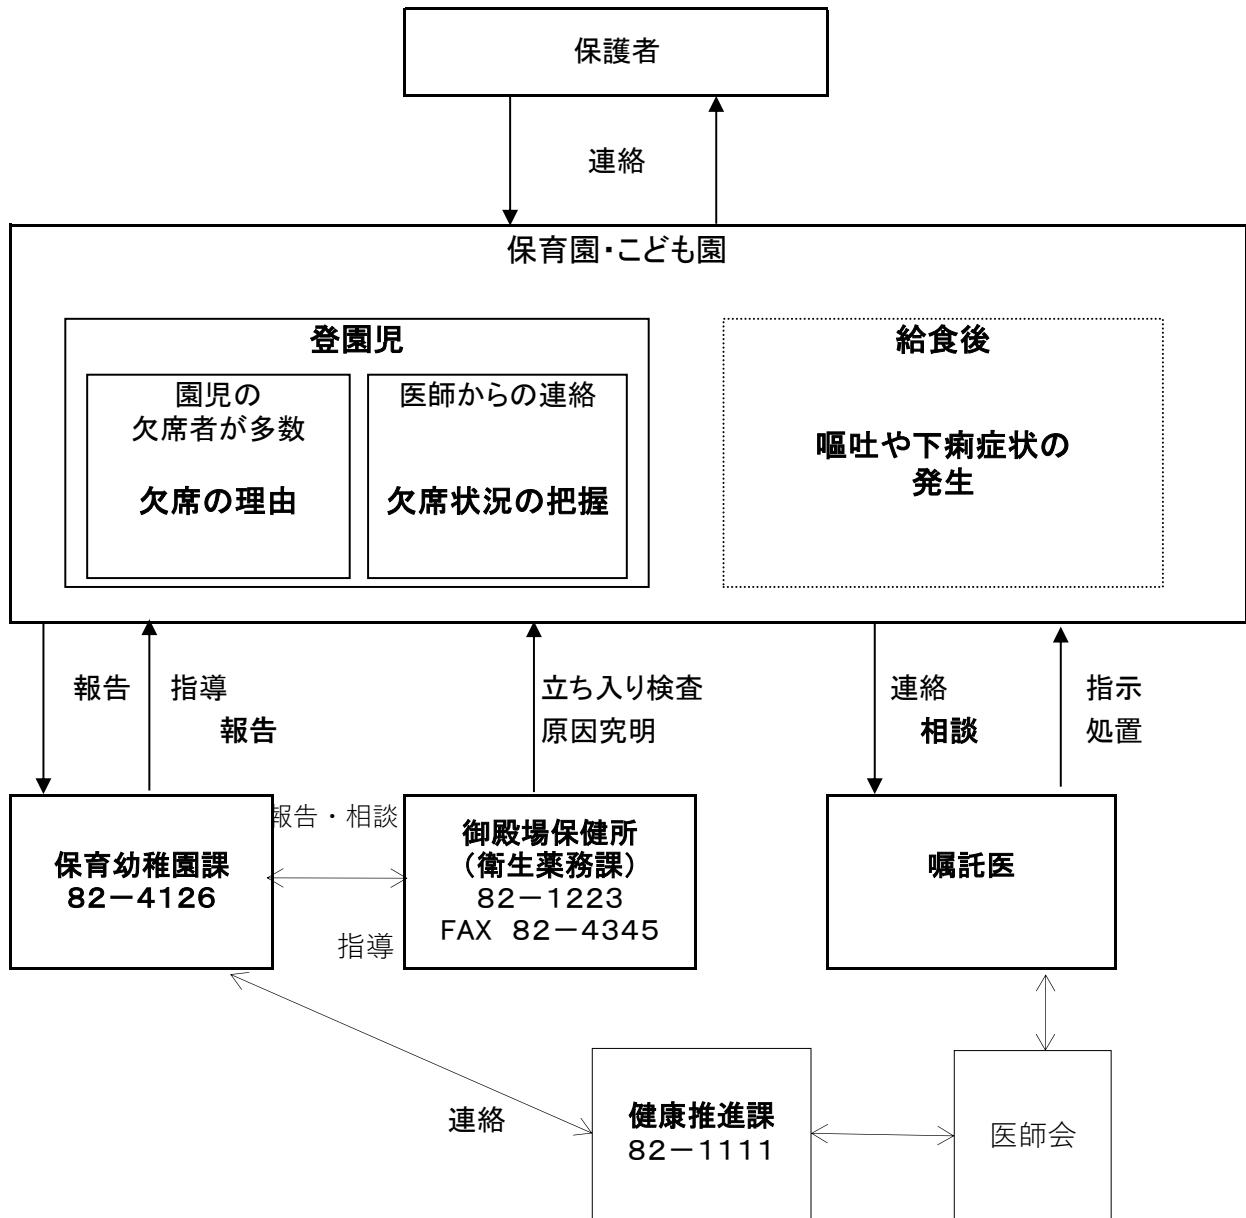 保護者
連絡
保育園・こども園
登園児
給食後
園児の
欠席者が多数
欠席の理由
医師からの連絡
欠席状況の把握
嘔吐や下痢症状の
発生
報告
指導
報告
立ち入り検査
原因究明
連絡
相談
指示
処置
保育幼稚園課
82－4126
報告・相談
指導
御殿場保健所
（衛生薬務課）
82－1223
FAX 82－4345
嘱託医
連絡
健康推進課
82－1111
医師会